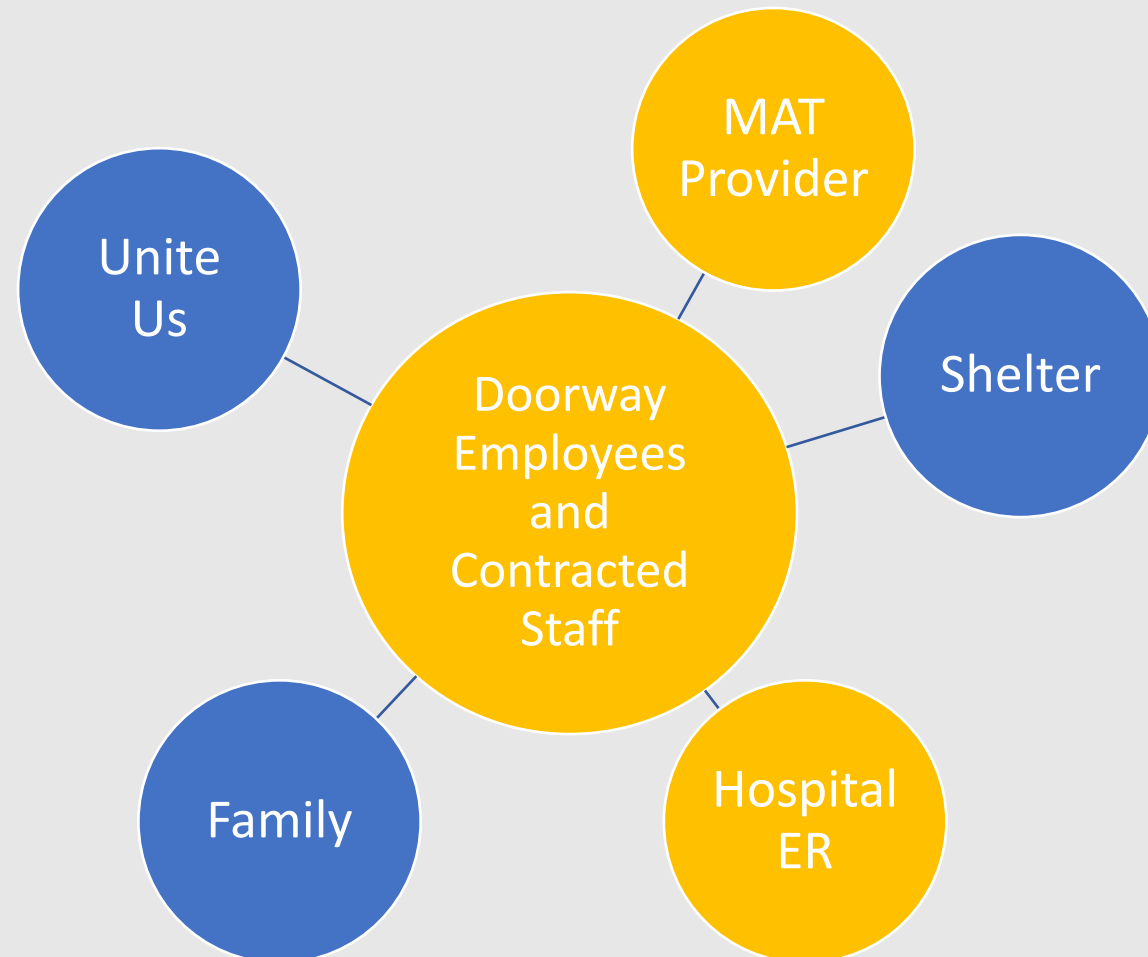 MAT
Provider
Unite
Us
Shelter
Doorway
Employees
and
Contracted
Staff
Family
Hospital
ER